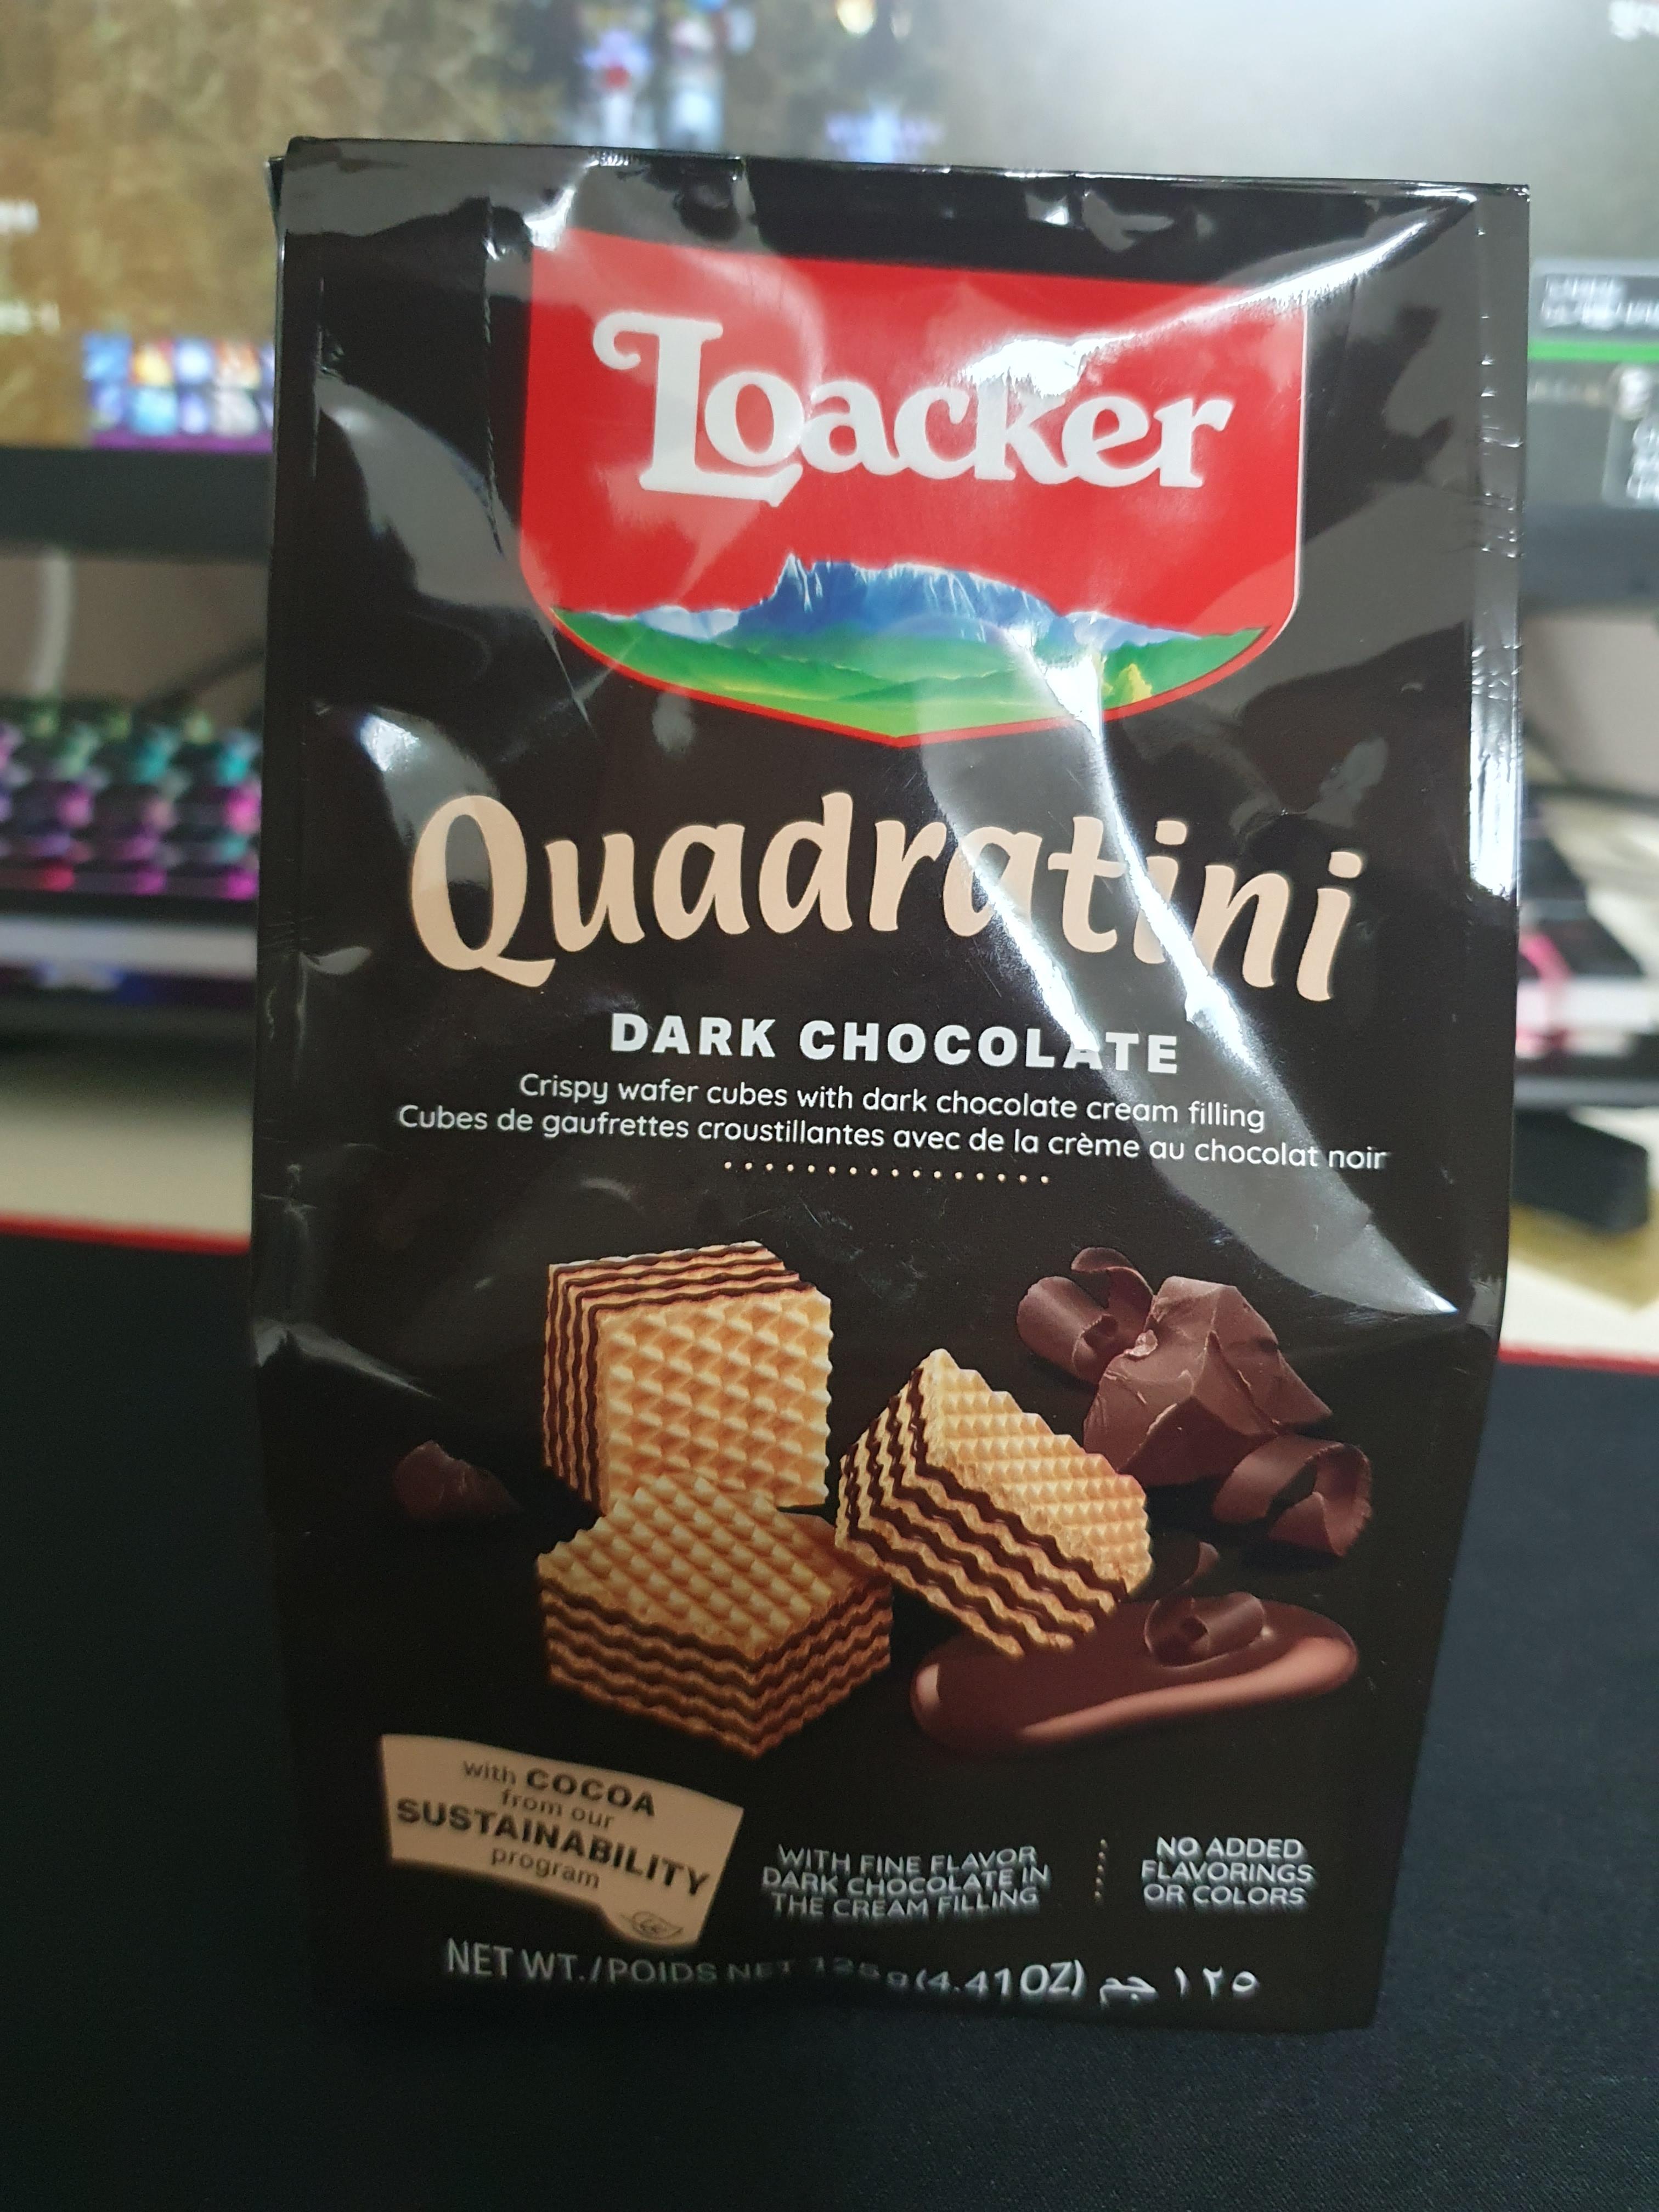 Loacker
Quadratini
DARK CHOCOLATE
Crispy wafer cubes with dark chocolate cream filling
Cubes de gaufrettes croustillantes avec de la crème au chocolat noir
with COCOA
from our
SUSTAINABILITY
program
WITH FINE FLAVOR
DARK CHOCOLATE IN
THE CREAM FILLING
NO ADDED
FLAVORINGS
OR COLORS
NET WT./POIDS NET 125 g (4.41OZ) ١٢٥ جم